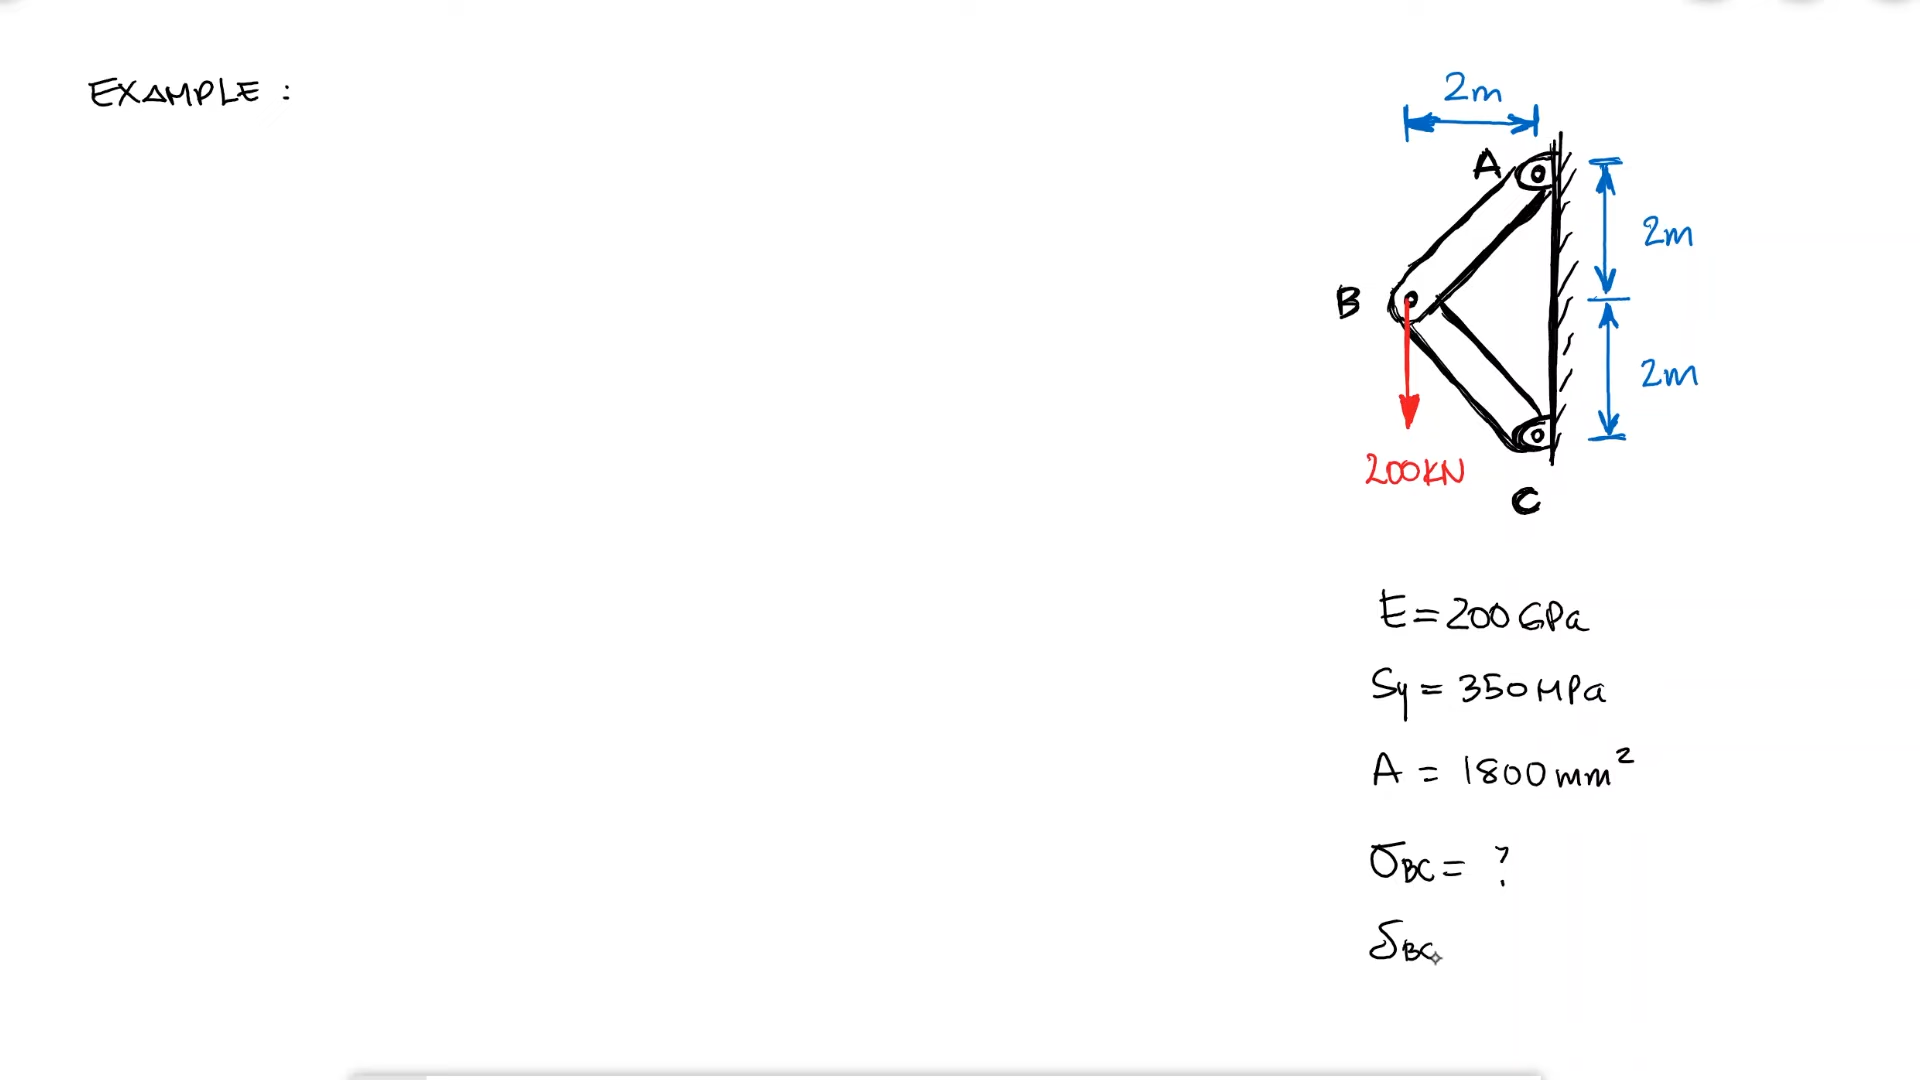 EXAMPLE :
2m
A
2m
B
2m
200KN
C
E = 200 GPa
Sy = 350 MPa
A = 1800 mm²
σBC = ?
δBC